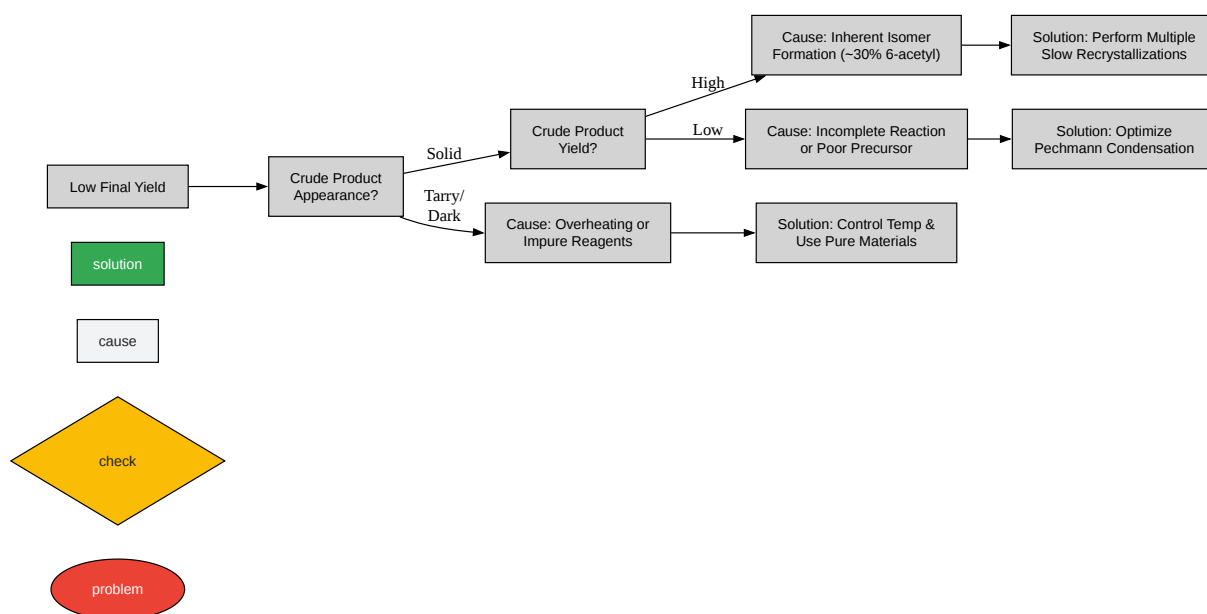 Low Final Yield
Crude Product
Appearance?
Solid
Tarry/
Dark
Crude Product
Yield?
High
Low
Cause: Inherent Isomer
Formation (~30% 6-acetyl)
Solution: Perform Multiple
Slow Recrystallizations
Cause: Incomplete Reaction
or Poor Precursor
Solution: Optimize
Pechmann Condensation
Cause: Overheating or
Impure Reagents
Solution: Control Temp &
Use Pure Materials
solution
cause
check
problem